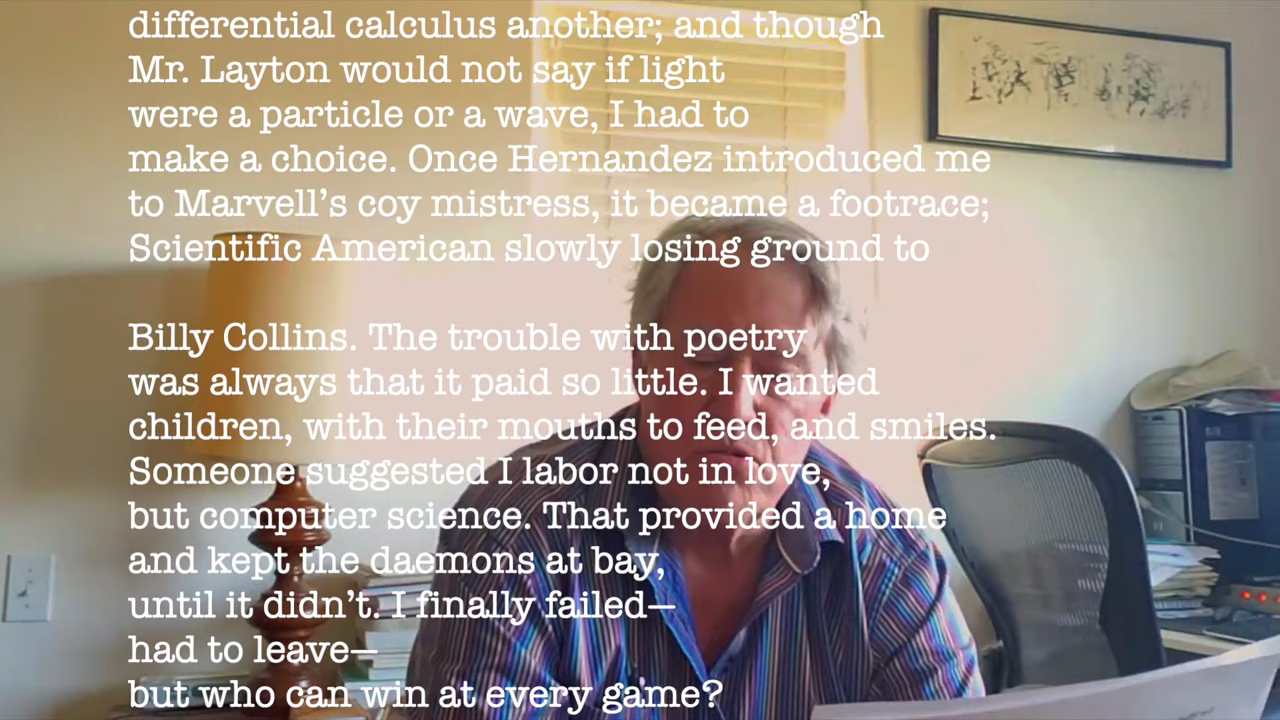 differential calculus another; and though
Mr. Layton would not say if light
were a particle or a wave, I had to
make a choice. Once Hernandez introduced me
to Marvell’s coy mistress, it became a footrace;
Scientific American slowly losing ground to
Billy Collins. The trouble with poetry
was always that it paid so little. I wanted
children, with their mouths to feed, and smiles.
Someone suggested I labor not in love,
but computer science. That provided a home
and kept the daemons at bay,
until it didn’t. I finally failed—
had to leave—
but who can win at every game?